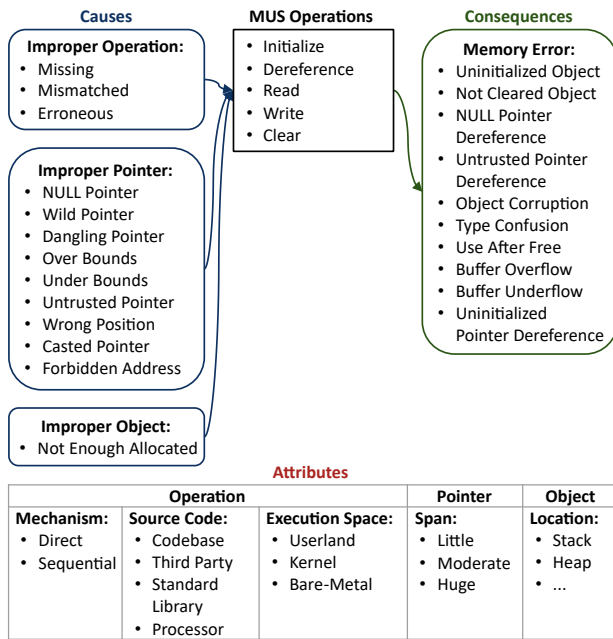 Causes
Improper Operation:
• Missing
• Mismatched
• Erroneous
Improper Pointer:
• NULL Pointer
• Wild Pointer
• Dangling Pointer
• Over Bounds
• Under Bounds
• Untrusted Pointer
• Wrong Position
• Casted Pointer
• Forbidden Address
Improper Object:
• Not Enough Allocated
MUS Operations
• Initialize
• Dereference
• Read
• Write
• Clear
Consequences
Memory Error:
• Uninitialized Object
• Not Cleared Object
• NULL Pointer
Dereference
• Untrusted Pointer
Dereference
• Object Corruption
• Type Confusion
• Use After Free
• Buffer Overflow
• Buffer Underflow
• Uninitialized
Pointer Dereference
Attributes
Operation
Mechanism:
• Direct
• Sequential
Source Code:
• Codebase
• Third Party
• Standard
Library
• Processor
Execution Space:
• Userland
• Kernel
• Bare-Metal
Pointer
Span:
• Little
• Moderate
• Huge
Object
Location:
• Stack
• Heap
• ...